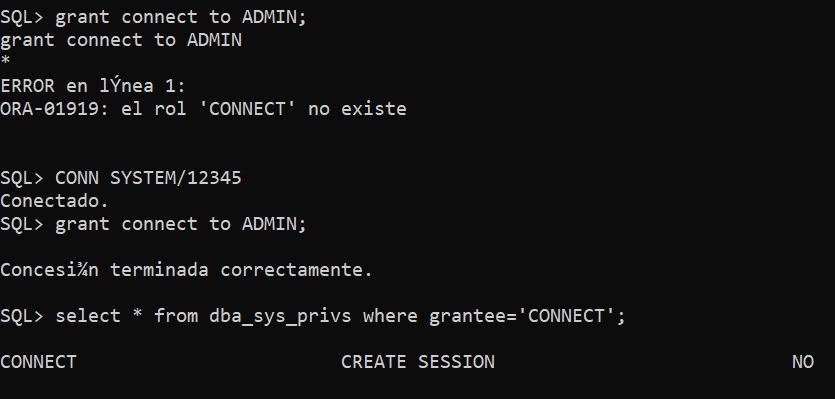 SQL> grant connect to ADMIN;
grant connect to ADMIN
*
ERROR en lÝnea 1:
ORA-01919: el rol 'CONNECT' no existe
SQL> CONN SYSTEM/12345
Conectado.
SQL> grant connect to ADMIN;
Concesi¾n terminada correctamente.
SQL> select * from dba_sys_privs where grantee='CONNECT';
CONNECT CREATE SESSION NO